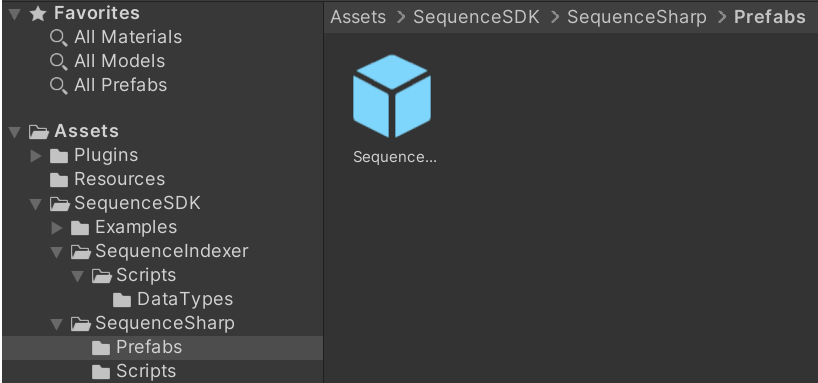 Favorites
All Materials
All Models
All Prefabs
Assets
Plugins
Resources
SequenceSDK
Examples
SequenceIndexer
Scripts
DataTypes
SequenceSharp
Prefabs
Scripts
Assets > SequenceSDK > SequenceSharp > Prefabs
Sequence...